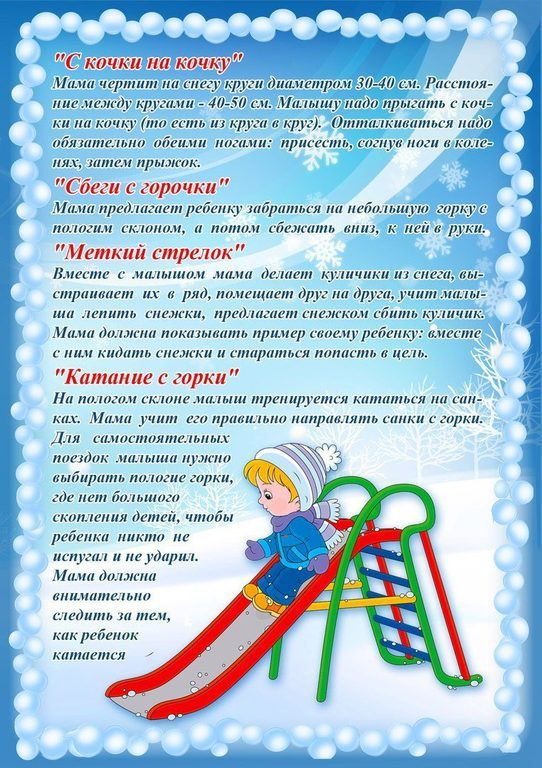 "С кочки на кочку"
Мама чертит на снегу круги диаметром 30-40 см. Расстоя-
ние между кругами - 40-50 см. Малышу надо прыгать с коч-
ки на кочку (то есть из круга в круг). Отталкиваться надо
обязательно обеими ногами: присесть, согнув ноги в коле-
нях, затем прыжок.
"Сбеги с горочки"
Мама предлагает ребенку забраться на небольшую горку с
пологим склоном, а потом сбежать вниз, к ней в руки.
"Меткий стрелок"
Вместе с малышом мама делает куличики из снега, вы-
страивает их в ряд, помещает друг на друга, учит малы-
ша лепить снежки, предлагает снежком сбить куличик.
Мама должна показывать пример своему ребенку: вместе
с ним кидать снежки и стараться попасть в цель.
"Катание с горки"
На пологом склоне малыш тренируется кататься на сан-
ках. Мама учит его правильно направлять санки с горки.
Для самостоятельных
поездок малыша нужно
выбирать пологие горки,
где нет большого
скопления детей, чтобы
ребенка никто не
испугал и не ударил.
Мама должна
внимательно
следить за тем,
как ребенок
катается